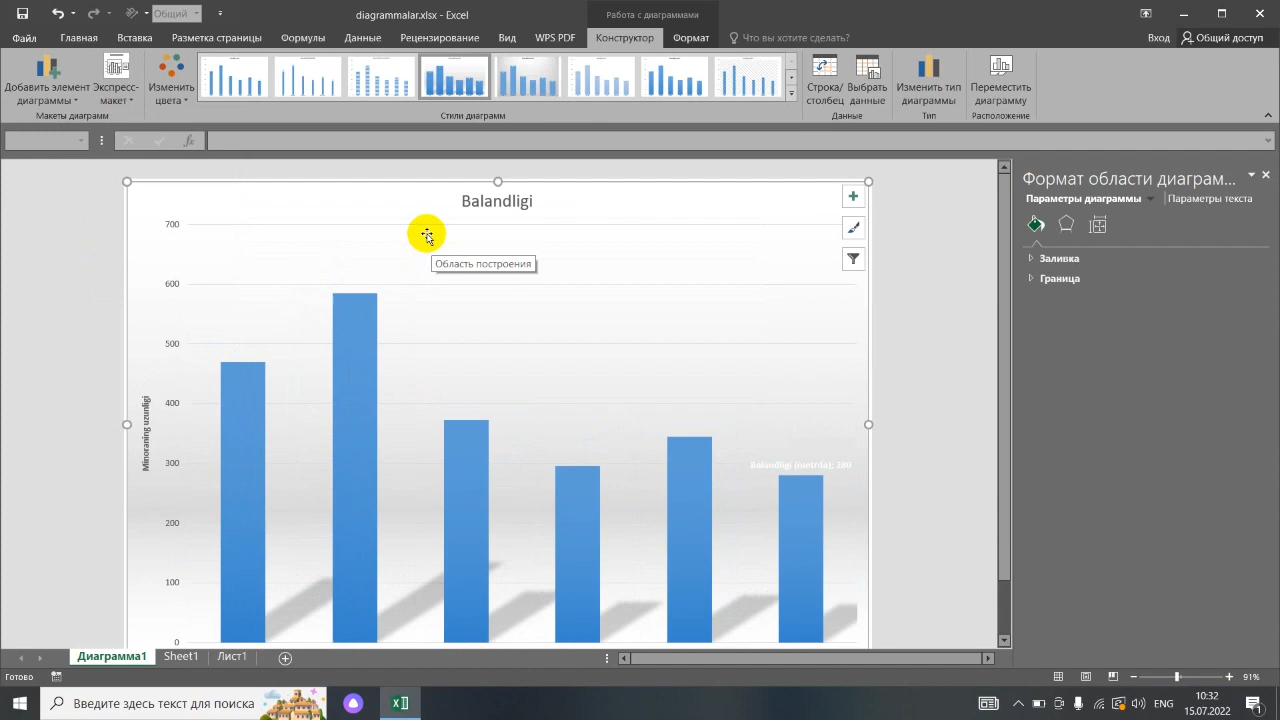 Общий
diagrammalar.xlsx - Excel
Работа с диаграммами
Файл
Главная
Вставка
Разметка страницы
Формулы
Данные
Рецензирование
Вид
WPS PDF
Конструктор
Формат
Что вы хотите сделать?
Вход
Общий доступ
Добавить элемент диаграммы
Экспресс-макет
Изменить цвета
Строка/столбец
Выбрать данные
Изменить тип диаграммы
Переместить диаграмму
Макеты диаграмм
Стили диаграмм
Данные
Тип
Расположение
fx
Формат области диаграм...
Параметры диаграммы
Параметры текста
Заливка
Граница
Balandligi
Область построения
700
600
500
400
300
200
100
0
Minoraning uzunligi
Balandligi (metrda); 280
Диаграмма1
Sheet1
Лист1
Готово
91%
Введите здесь текст для поиска
ENG
10:32
15.07.2022
1